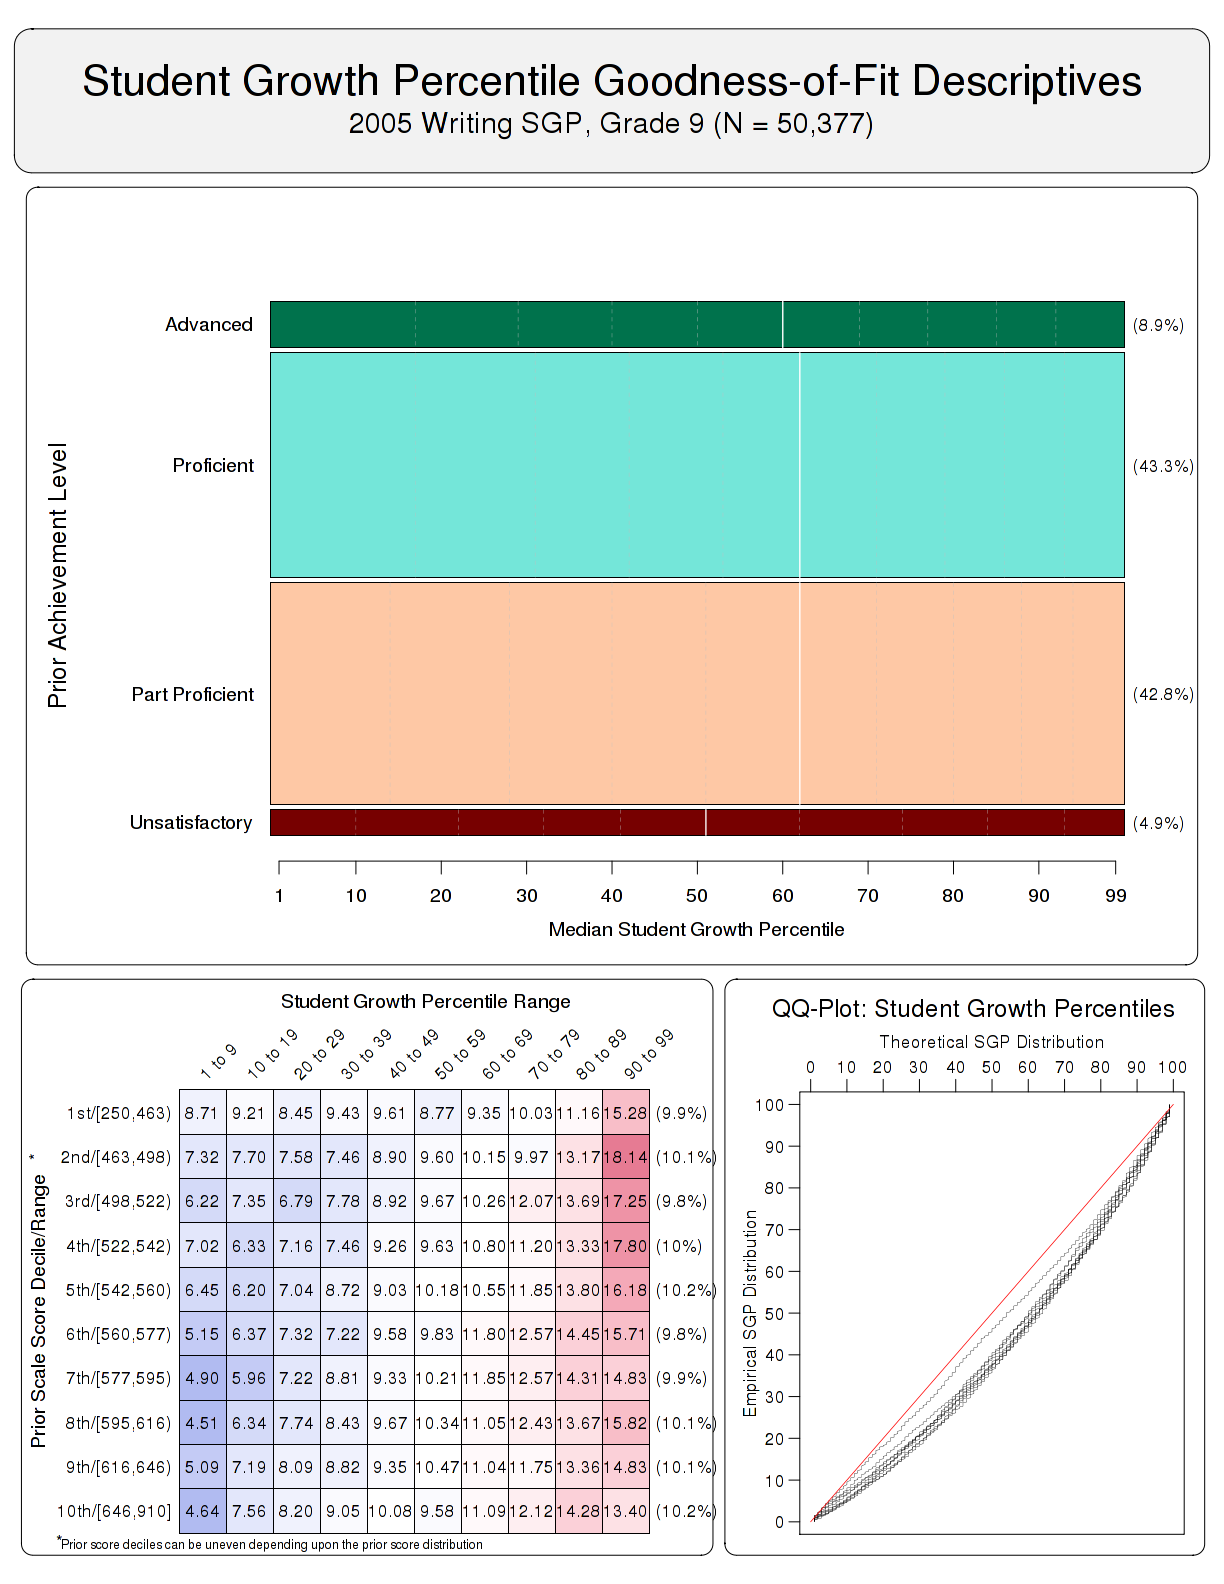 Student Growth Percentile Goodness-of-Fit Descriptives
2005 Writing SGP, Grade 9 (N = 50,377)
Prior Achievement Level
Advanced (8.9%)
Proficient (43.3%)
Part Proficient (42.8%)
Unsatisfactory (4.9%)
1 10 20 30 40 50 60 70 80 90 99
Median Student Growth Percentile
Student Growth Percentile Range
1 to 9 10 to 19 20 to 29 30 to 39 40 to 49 50 to 59 60 to 69 70 to 79 80 to 89 90 to 99
Prior Scale Score Decile/Range *
1st/[250,463) 8.71 9.21 8.45 9.43 9.61 8.77 9.35 10.03 11.16 15.28 (9.9%)
2nd/[463,498) 7.32 7.70 7.58 7.46 8.90 9.60 10.15 9.97 13.17 18.14 (10.1%)
3rd/[498,522) 6.22 7.35 6.79 7.78 8.92 9.67 10.26 12.07 13.69 17.25 (9.8%)
4th/[522,542) 7.02 6.33 7.16 7.46 9.26 9.63 10.80 11.20 13.33 17.80 (10%)
5th/[542,560) 6.45 6.20 7.04 8.72 9.03 10.18 10.55 11.85 13.80 16.18 (10.2%)
6th/[560,577) 5.15 6.37 7.32 7.22 9.58 9.83 11.80 12.57 14.45 15.71 (9.8%)
7th/[577,595) 4.90 5.96 7.22 8.81 9.33 10.21 11.85 12.57 14.31 14.83 (9.9%)
8th/[595,616) 4.51 6.34 7.74 8.43 9.67 10.34 11.05 12.43 13.67 15.82 (10.1%)
9th/[616,646) 5.09 7.19 8.09 8.82 9.35 10.47 11.04 11.75 13.36 14.83 (10.1%)
10th/[646,910] 4.64 7.56 8.20 9.05 10.08 9.58 11.09 12.12 14.28 13.40 (10.2%)
*Prior score deciles can be uneven depending upon the prior score distribution
QQ-Plot: Student Growth Percentiles
Theoretical SGP Distribution
0 10 20 30 40 50 60 70 80 90 100
Empirical SGP Distribution
100
90
80
70
60
50
40
30
20
10
0